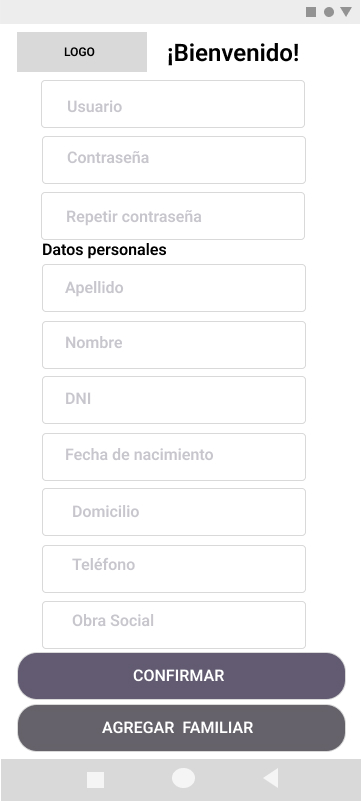 LOGO
¡Bienvenido!
Usuario
Contraseña
Repetir contraseña
Datos personales
Apellido
Nombre
DNI
Fecha de nacimiento
Domicilio
Teléfono
Obra Social
CONFIRMAR
AGREGAR FAMILIAR